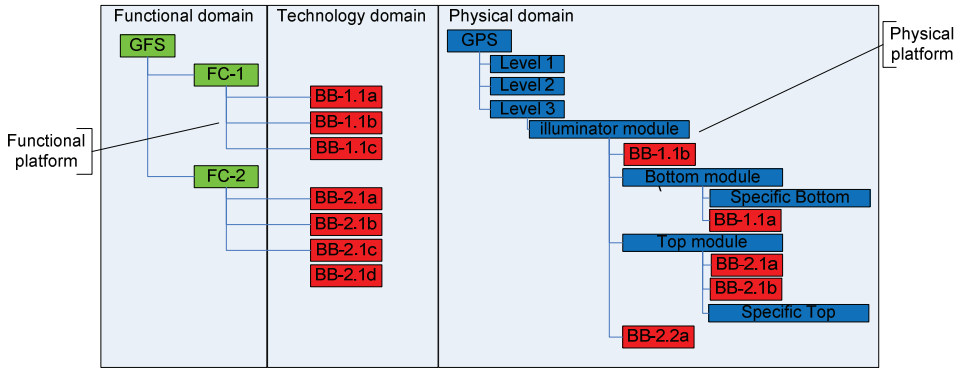 Functional domain
Technology domain
Physical domain
GFS
FC-1
BB-1.1a
BB-1.1b
BB-1.1c
Functional
platform
FC-2
BB-2.1a
BB-2.1b
BB-2.1c
BB-2.1d
GPS
Level 1
Level 2
Level 3
illuminator module
BB-1.1b
Bottom module
Specific Bottom
BB-1.1a
Top module
BB-2.1a
BB-2.1b
Specific Top
BB-2.2a
Physical
platform